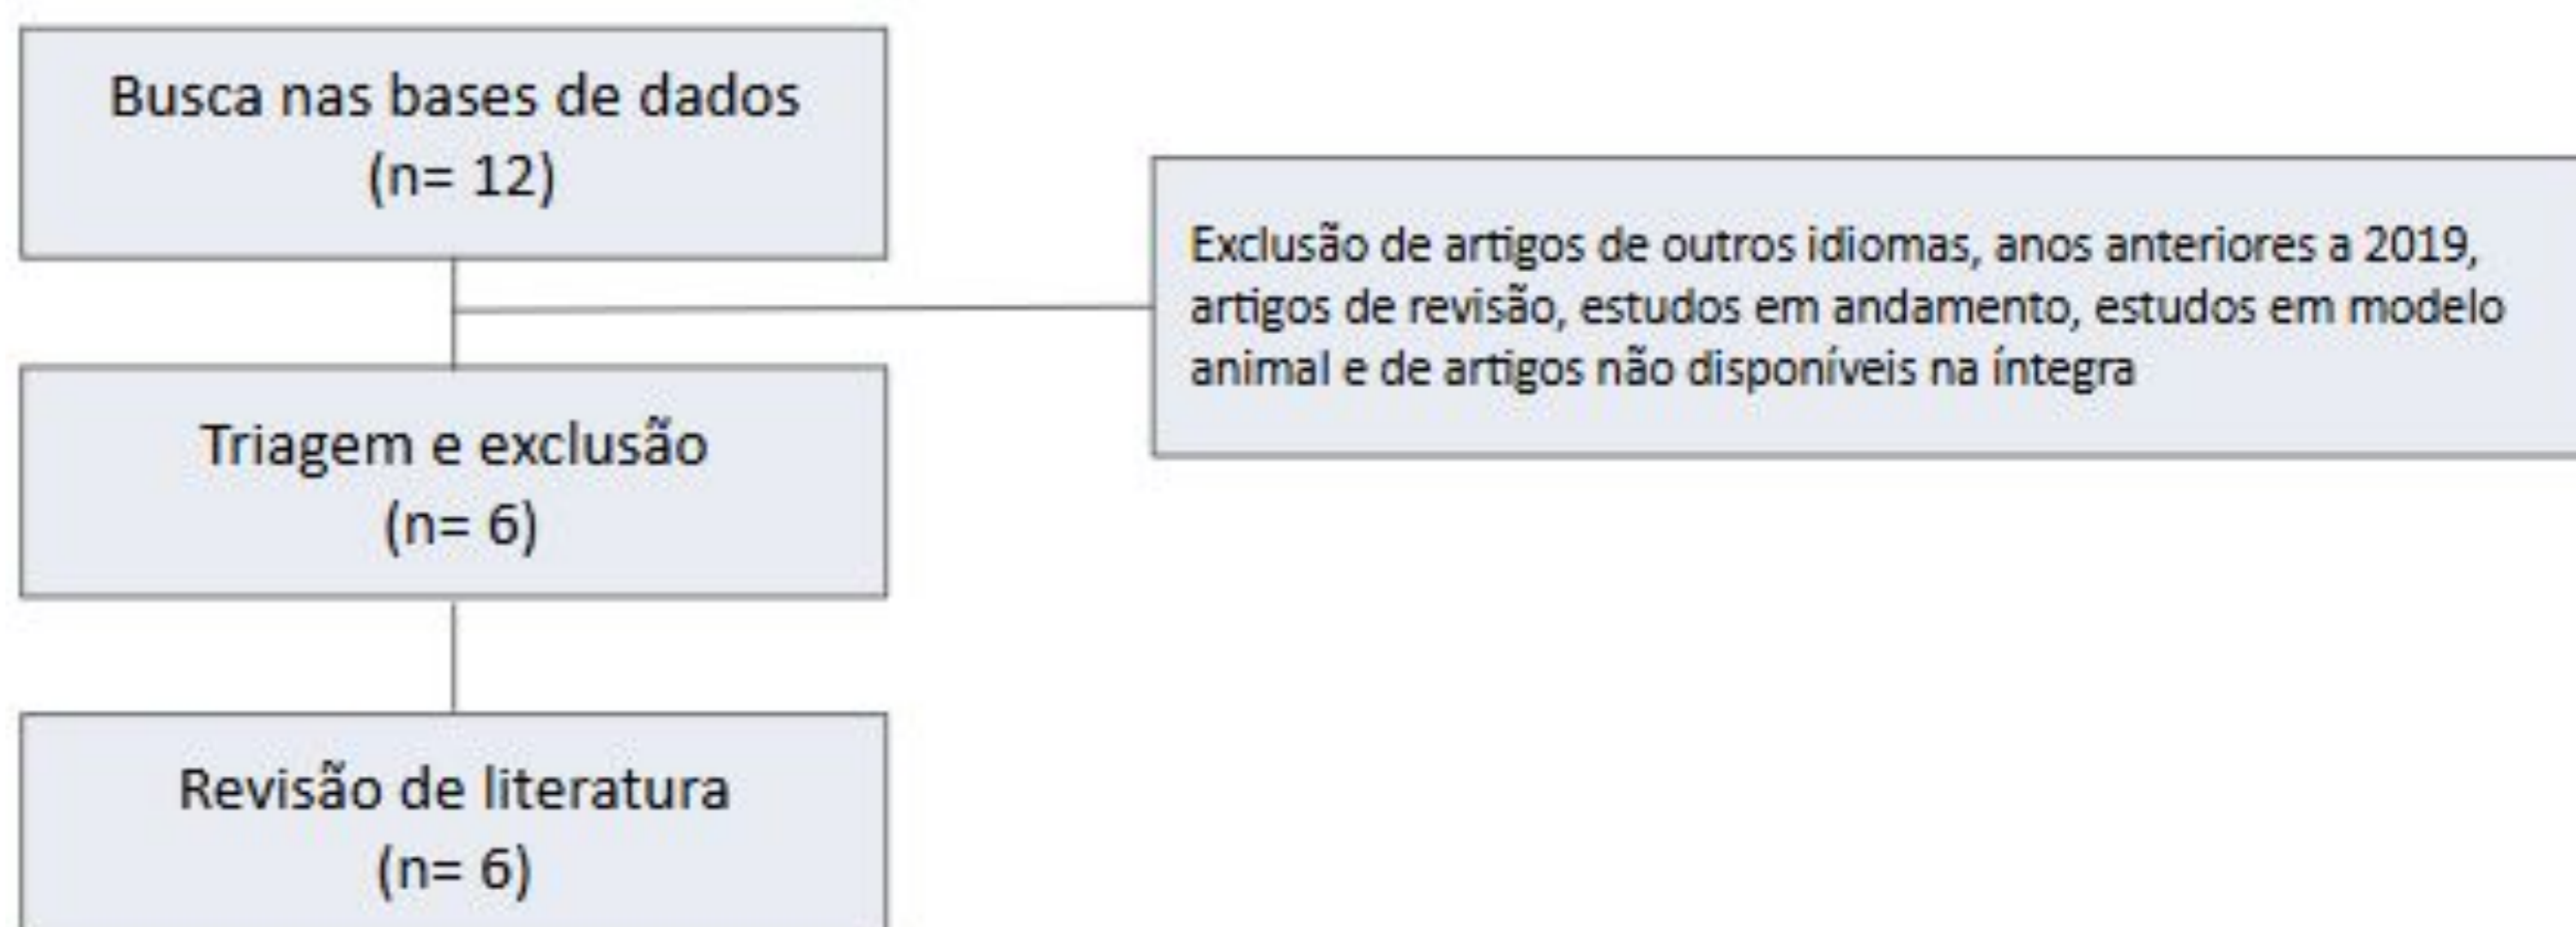 Busca nas bases de dados
(n= 12)
Exclusão de artigos de outros idiomas, anos anteriores a 2019,
artigos de revisão, estudos em andamento, estudos em modelo
animal e de artigos não disponíveis na íntegra
Triagem e exclusão
(n= 6)
Revisão de literatura
(n= 6)